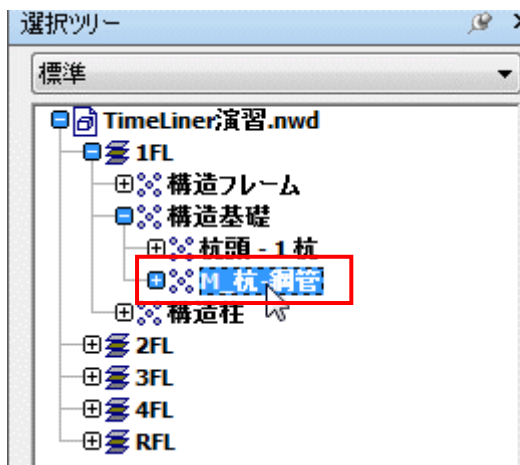 選択ツリー
標準
TimeLiner演習.nwd
1FL
構造フレーム
構造基礎
杭頭 - 1 杭
M_杭-鋼管
構造柱
2FL
3FL
4FL
RFL